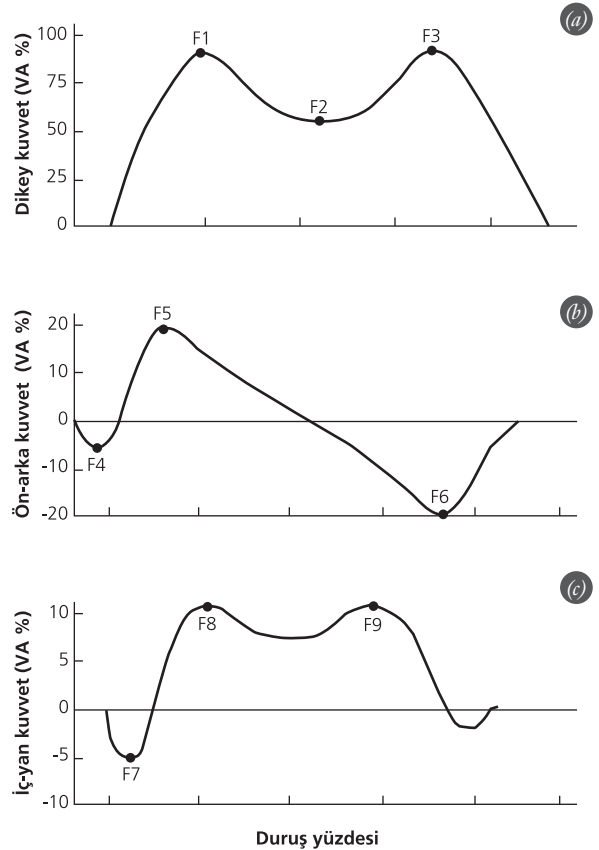 (a)
Dikey kuvvet (VA %)
100
75
50
25
0
F1
F2
F3
(b)
Ön-arka kuvvet (VA %)
20
10
0
-10
-20
F5
F4
F6
(c)
İç-yan kuvvet (VA %)
10
5
0
-5
-10
F8
F9
F7
Duruş yüzdesi